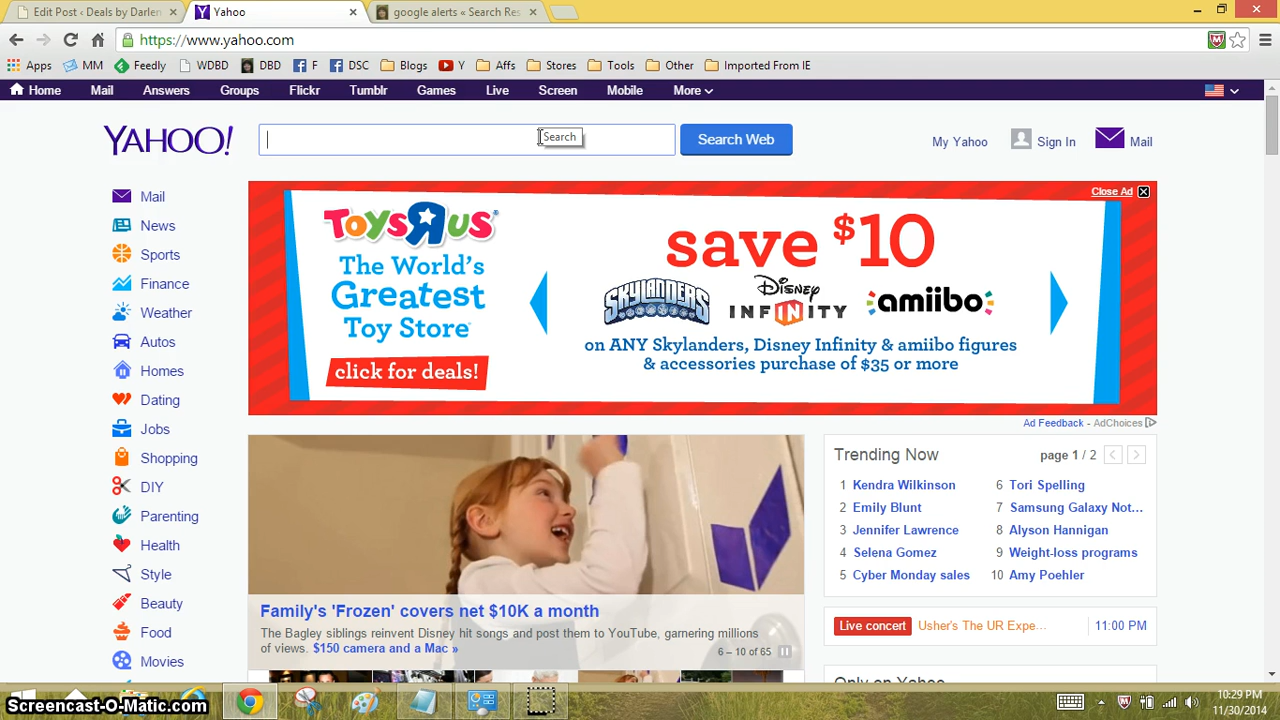 Edit Post ‹ Deals by Darlen
Yahoo
google alerts « Search Res
https://www.yahoo.com
Apps
MM
Feedly
WDBD
DBD
F
DSC
Blogs
Y
Affs
Stores
Tools
Other
Imported From IE
Home
Mail
Answers
Groups
Flickr
Tumblr
Games
Live
Screen
Mobile
More
YAHOO!
Search
Search Web
My Yahoo
Sign In
Mail
Mail
News
Sports
Finance
Weather
Autos
Homes
Dating
Jobs
Shopping
DIY
Parenting
Health
Style
Beauty
Food
Movies
Close Ad
ToysRus
The World's
Greatest
Toy Store
click for deals!
save $10
SKYLANDERS
Disney
INFINITY
amiibo
on ANY Skylanders, Disney Infinity & amiibo figures
& accessories purchase of $35 or more
Ad Feedback - AdChoices
Family's 'Frozen' covers net $10K a month
The Bagley siblings reinvent Disney hit songs and post them to YouTube, garnering millions
of views. $150 camera and a Mac »
6 – 10 of 65
Trending Now
page 1 / 2
1 Kendra Wilkinson
2 Emily Blunt
3 Jennifer Lawrence
4 Selena Gomez
5 Cyber Monday sales
6 Tori Spelling
7 Samsung Galaxy Not...
8 Alyson Hannigan
9 Weight-loss programs
10 Amy Poehler
Live concert
Usher's The UR Expe...
11:00 PM
Only on Yahoo
Screencast-O-Matic.com
10:29 PM
11/30/2014